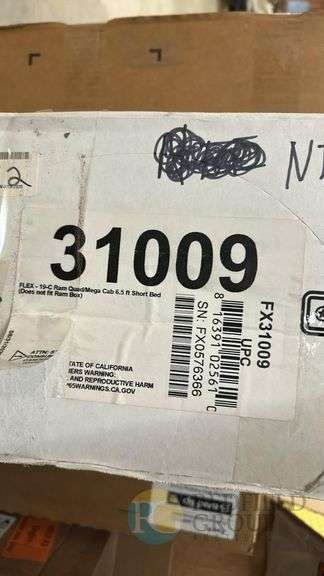 NT
2
31009
FLEX - 19-C Ram Quad/Mega Cab 6.5 ft Short Bed
(Does not fit Ram Box)
FX31009
UPC
8 16391 02561 C
SN: FX0576366
ATTN:
TATE OF CALIFORNIA
IERS WARNING:
AND REPRODUCTIVE HARM
65WARNINGS.CA.GOV
GROUP